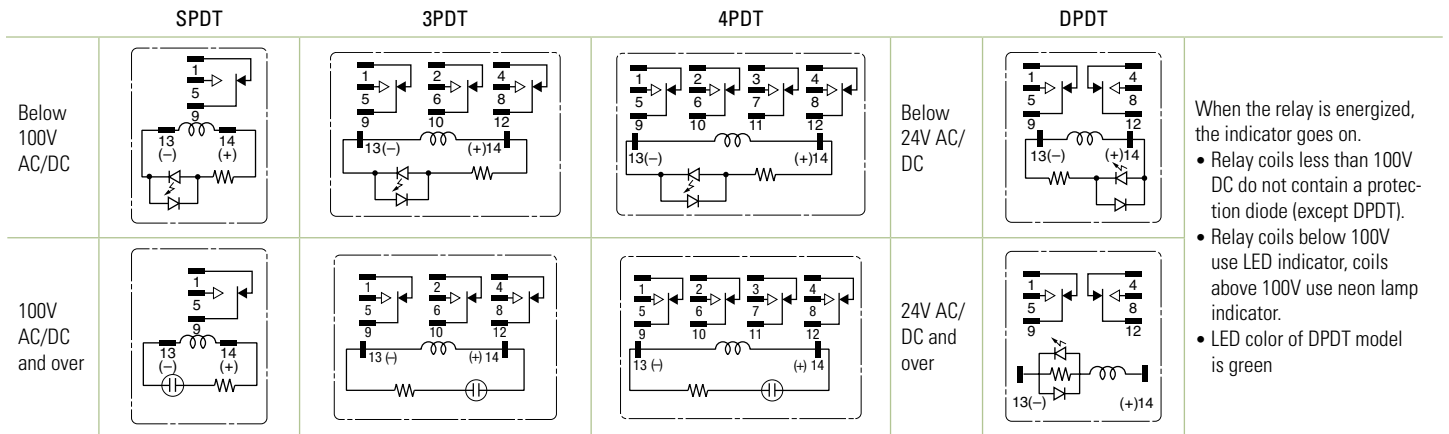 SPDT 3PDT 4PDT DPDT
Below
100V
AC/DC
1
5
9
13 14
(–) (+)
1 2 4
5 6 8
9 10 12
13(–) (+)14
1 2 3 4
5 6 7 8
9 10 11 12
13(–) (+)14
Below
24V AC/
DC
1 4
5 8
9 12
13(–) (+)14
100V
AC/DC
and over
1
5
9
13 14
(–) (+)
1 2 4
5 6 8
9 10 12
13 (–) (+) 14
1 2 3 4
5 6 7 8
9 10 11 12
13 (–) (+) 14
24V AC/
DC and
over
1 4
5 8
9 12
13(–) (+)14
When the relay is energized,
the indicator goes on.
• Relay coils less than 100V
DC do not contain a protec-
tion diode (except DPDT).
• Relay coils below 100V
use LED indicator, coils
above 100V use neon lamp
indicator.
• LED color of DPDT model
is green